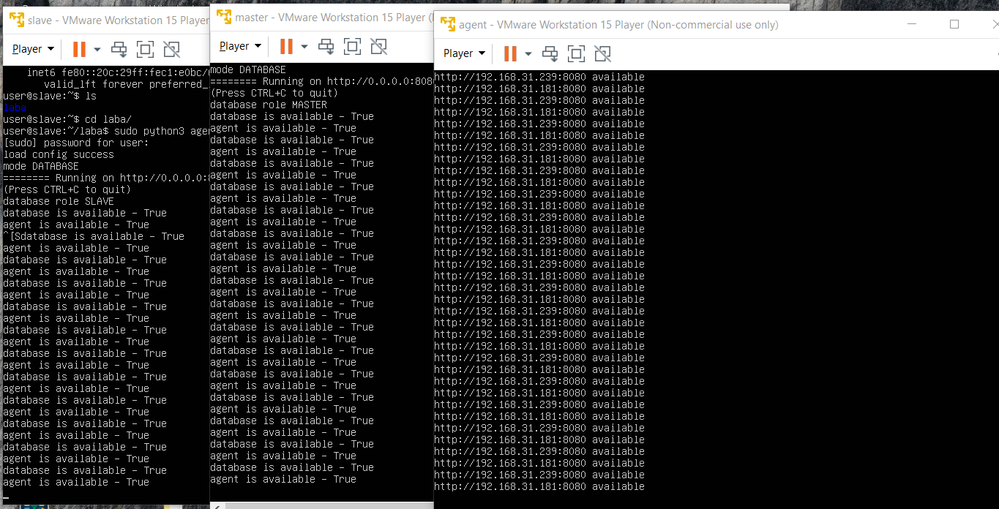 slave - VMware Workstation 15 Player
Player
inet6 fe80::20c:29ff:fec1:e0bc/
valid_lft forever preferred_
user@slave:~$ ls
laba
user@slave:~$ cd laba/
user@slave:~/laba$ sudo python3 age
[sudo] password for user:
load config success
mode DATABASE
======== Running on http://0.0.0.0:
(Press CTRL+C to quit)
database role SLAVE
database is available - True
agent is available - True
^[Sdatabase is available - True
agent is available - True
database is available - True
agent is available - True
database is available - True
agent is available - True
database is available - True
agent is available - True
database is available - True
agent is available - True
database is available - True
agent is available - True
database is available - True
agent is available - True
database is available - True
agent is available - True
database is available - True
agent is available - True
database is available - True
agent is available - True
database is available - True
agent is available - True
master - VMware Workstation 15 Player (
Player
mode DATABASE
======== Running on http://0.0.0.0:808
(Press CTRL+C to quit)
database role MASTER
database is available - True
agent is available - True
database is available - True
agent is available - True
database is available - True
agent is available - True
database is available - True
agent is available - True
database is available - True
agent is available - True
database is available - True
agent is available - True
database is available - True
agent is available - True
database is available - True
agent is available - True
database is available - True
agent is available - True
database is available - True
agent is available - True
database is available - True
agent is available - True
database is available - True
agent is available - True
database is available - True
agent is available - True
database is available - True
agent is available - True
database is available - True
agent is available - True
database is available - True
agent is available - True
agent - VMware Workstation 15 Player (Non-commercial use only)
Player
http://192.168.31.239:8080 available
http://192.168.31.181:8080 available
http://192.168.31.239:8080 available
http://192.168.31.181:8080 available
http://192.168.31.239:8080 available
http://192.168.31.181:8080 available
http://192.168.31.239:8080 available
http://192.168.31.181:8080 available
http://192.168.31.239:8080 available
http://192.168.31.181:8080 available
http://192.168.31.239:8080 available
http://192.168.31.181:8080 available
http://192.168.31.239:8080 available
http://192.168.31.181:8080 available
http://192.168.31.239:8080 available
http://192.168.31.181:8080 available
http://192.168.31.239:8080 available
http://192.168.31.181:8080 available
http://192.168.31.239:8080 available
http://192.168.31.181:8080 available
http://192.168.31.239:8080 available
http://192.168.31.181:8080 available
http://192.168.31.239:8080 available
http://192.168.31.181:8080 available
http://192.168.31.239:8080 available
http://192.168.31.181:8080 available
http://192.168.31.239:8080 available
http://192.168.31.181:8080 available
http://192.168.31.239:8080 available
http://192.168.31.181:8080 available
http://192.168.31.239:8080 available
http://192.168.31.181:8080 available
http://192.168.31.239:8080 available
http://192.168.31.181:8080 available
http://192.168.31.239:8080 available
http://192.168.31.181:8080 available